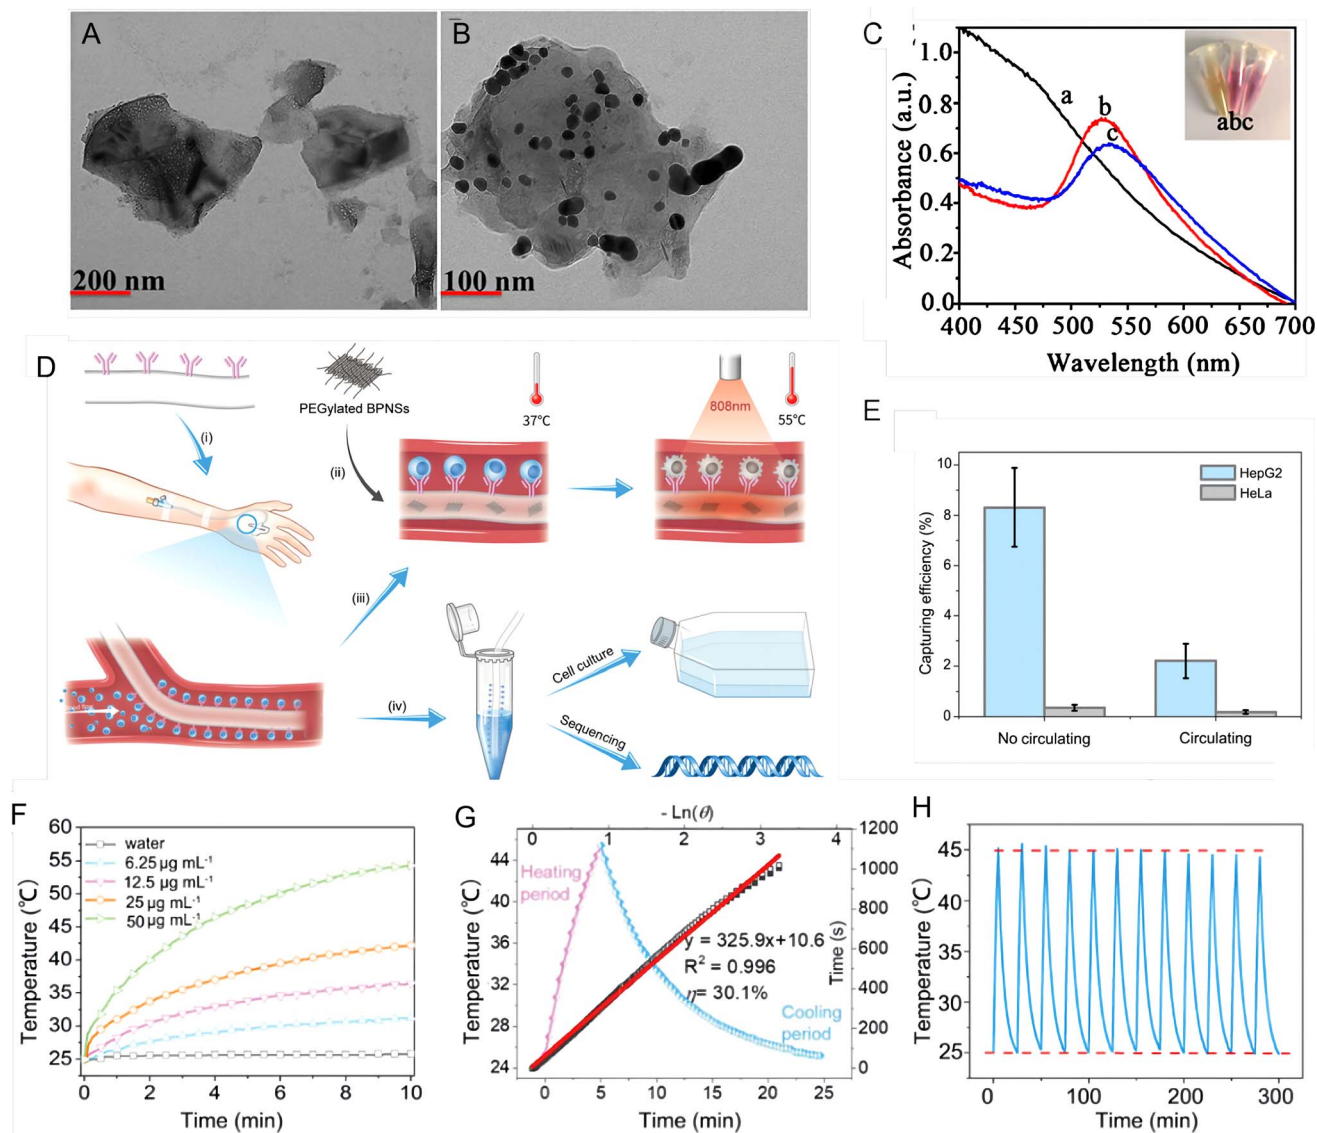 A
200 nm
B
100 nm
C
Absorbance (a.u.)
1.0
0.8
0.6
0.4
0.2
0.0
a
b
c
abc
400 450 500 550 600 650 700
Wavelength (nm)
D
(i)
PEGylated BPNSs
(ii)
37℃
808nm
55℃
(iii)
(iv)
Cell culture
Sequencing
E
Capturing efficiency (%)
10
8
6
4
2
0
HepG2
HeLa
No circulating
Circulating
F
Temperature (℃)
60
55
50
45
40
35
30
25
water
6.25 µg mL⁻¹
12.5 µg mL⁻¹
25 µg mL⁻¹
50 µg mL⁻¹
0 2 4 6 8 10
Time (min)
G
- Ln(θ)
0 1 2 3 4
Temperature (℃)
44
40
36
32
28
24
Heating
period
y = 325.9x+10.6
R² = 0.996
η= 30.1%
Cooling
period
Time (s)
1200
1000
800
600
400
200
0
0 5 10 15 20 25
Time (min)
H
Temperature (℃)
45
40
35
30
25
0 100 200 300
Time (min)